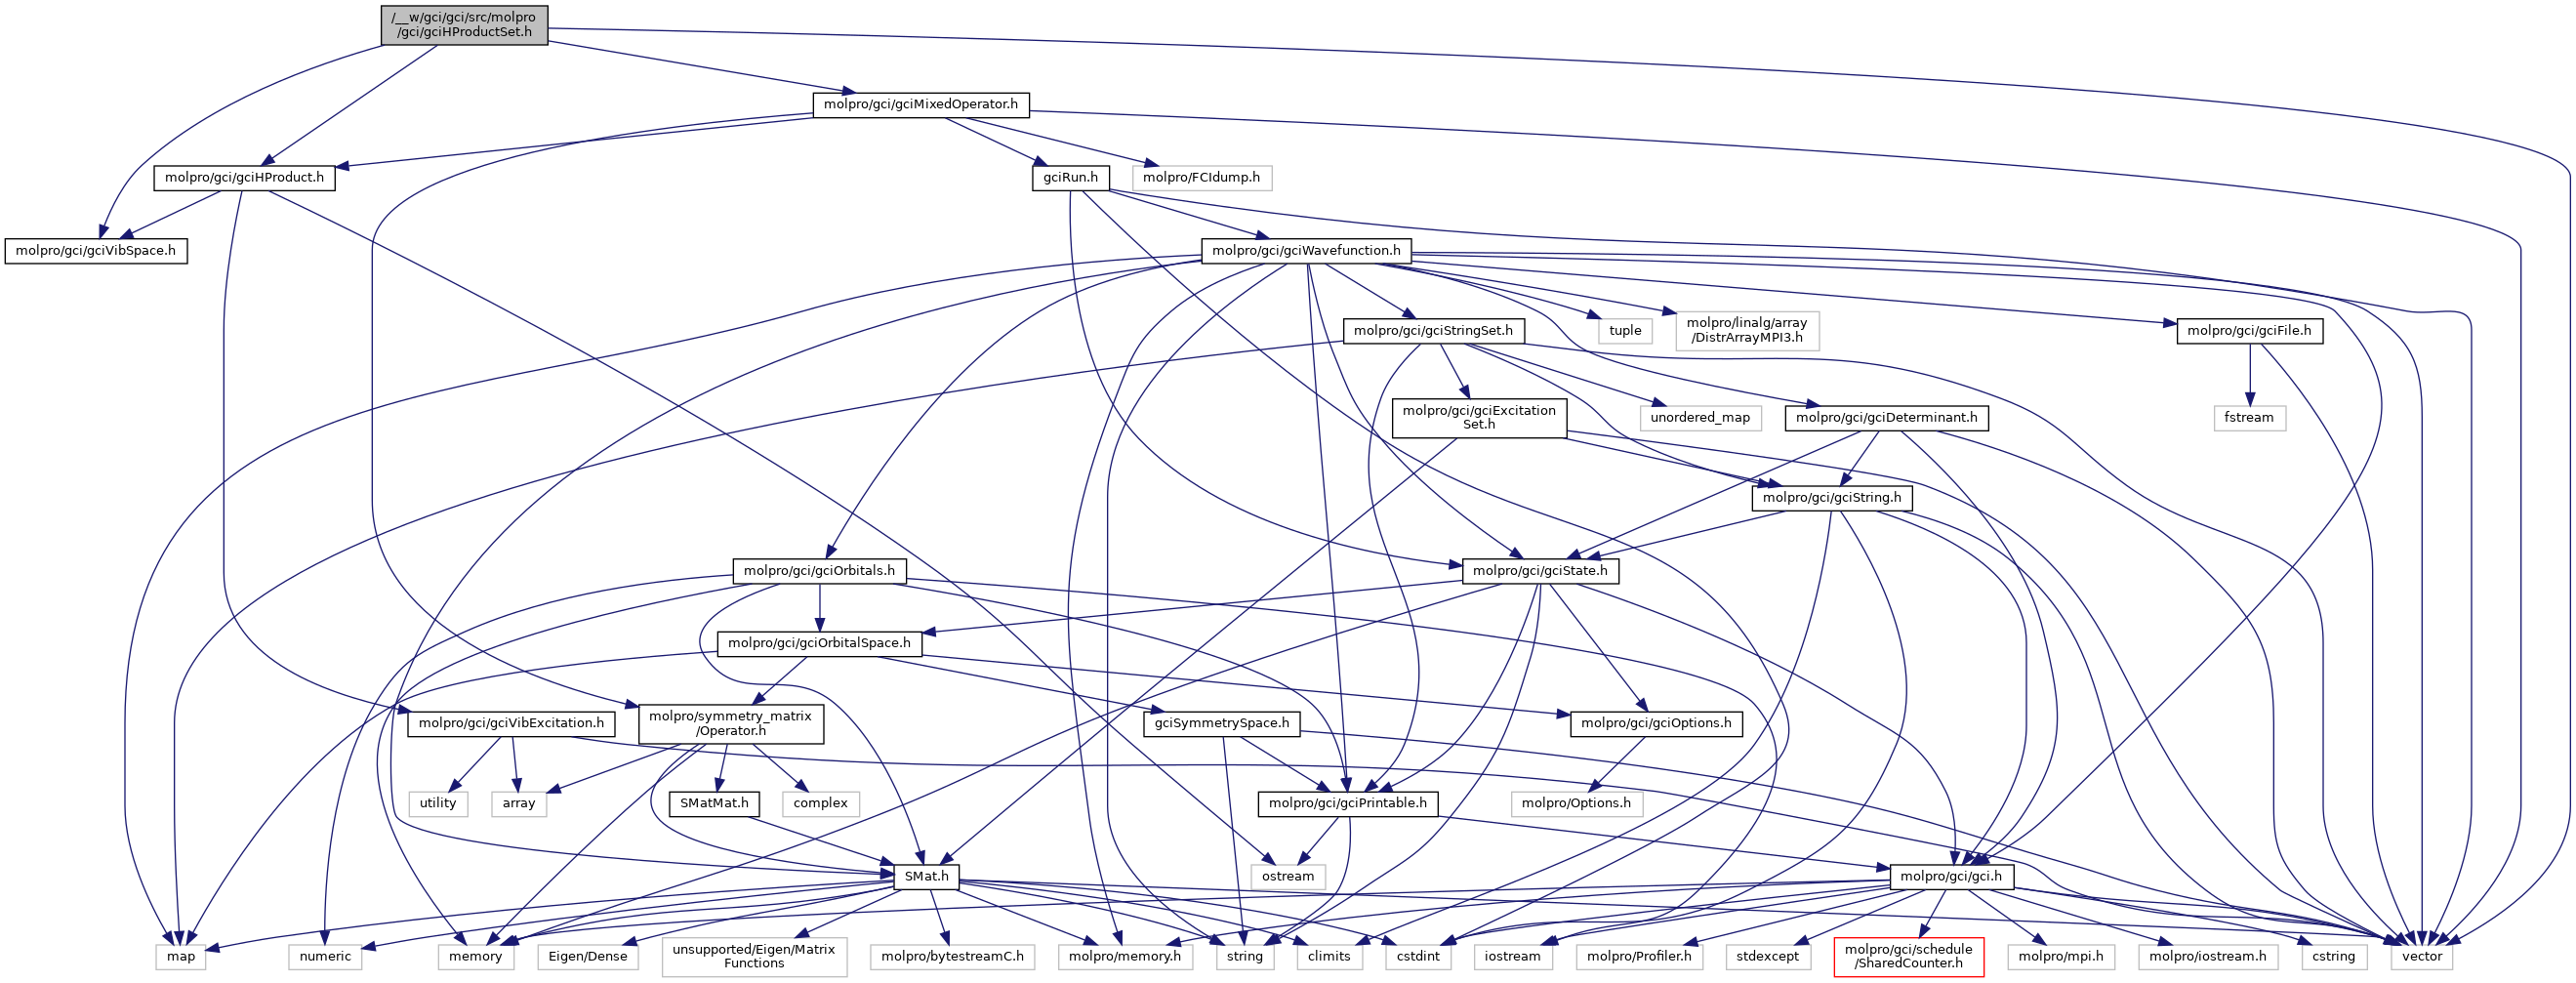 /__w/gci/gci/src/molpro
/gci/gciHProductSet.h
molpro/gci/gciMixedOperator.h
molpro/gci/gciHProduct.h
gciRun.h
molpro/FCIdump.h
molpro/gci/gciVibSpace.h
molpro/gci/gciWavefunction.h
molpro/gci/gciStringSet.h
tuple
molpro/linalg/array
/DistrArrayMPI3.h
molpro/gci/gciFile.h
molpro/gci/gciExcitation
Set.h
unordered_map
molpro/gci/gciDeterminant.h
fstream
molpro/gci/gciString.h
molpro/gci/gciOrbitals.h
molpro/gci/gciState.h
molpro/gci/gciOrbitalSpace.h
molpro/gci/gciVibExcitation.h
molpro/symmetry_matrix
/Operator.h
gciSymmetrySpace.h
molpro/gci/gciOptions.h
utility
array
SMatMat.h
complex
molpro/gci/gciPrintable.h
molpro/Options.h
SMat.h
ostream
molpro/gci/gci.h
map
numeric
memory
Eigen/Dense
unsupported/Eigen/Matrix
Functions
molpro/bytestreamC.h
molpro/memory.h
string
climits
cstdint
iostream
molpro/Profiler.h
stdexcept
molpro/gci/schedule
/SharedCounter.h
molpro/mpi.h
molpro/iostream.h
cstring
vector